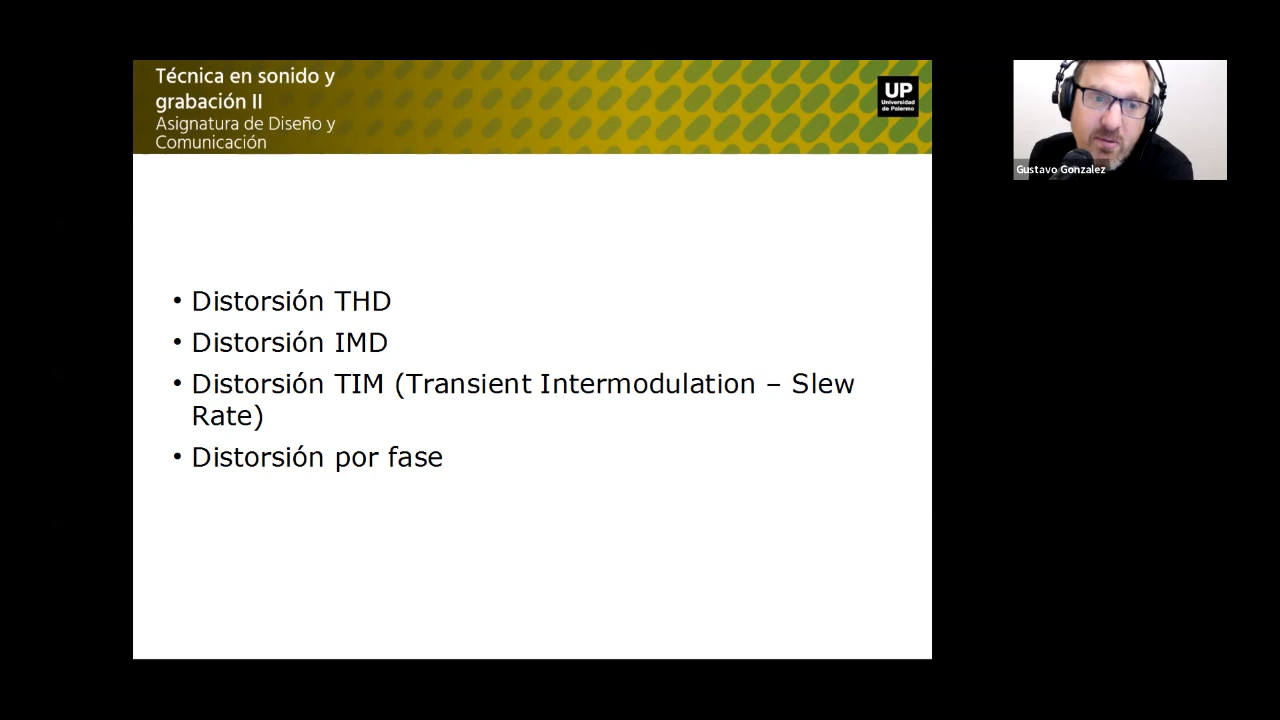 Técnica en sonido y
grabación II
Asignatura de Diseño y
Comunicación
UP
Universidad
de Palermo
Gustavo Gonzalez
• Distorsión THD
• Distorsión IMD
• Distorsión TIM (Transient Intermodulation – Slew
Rate)
• Distorsión por fase